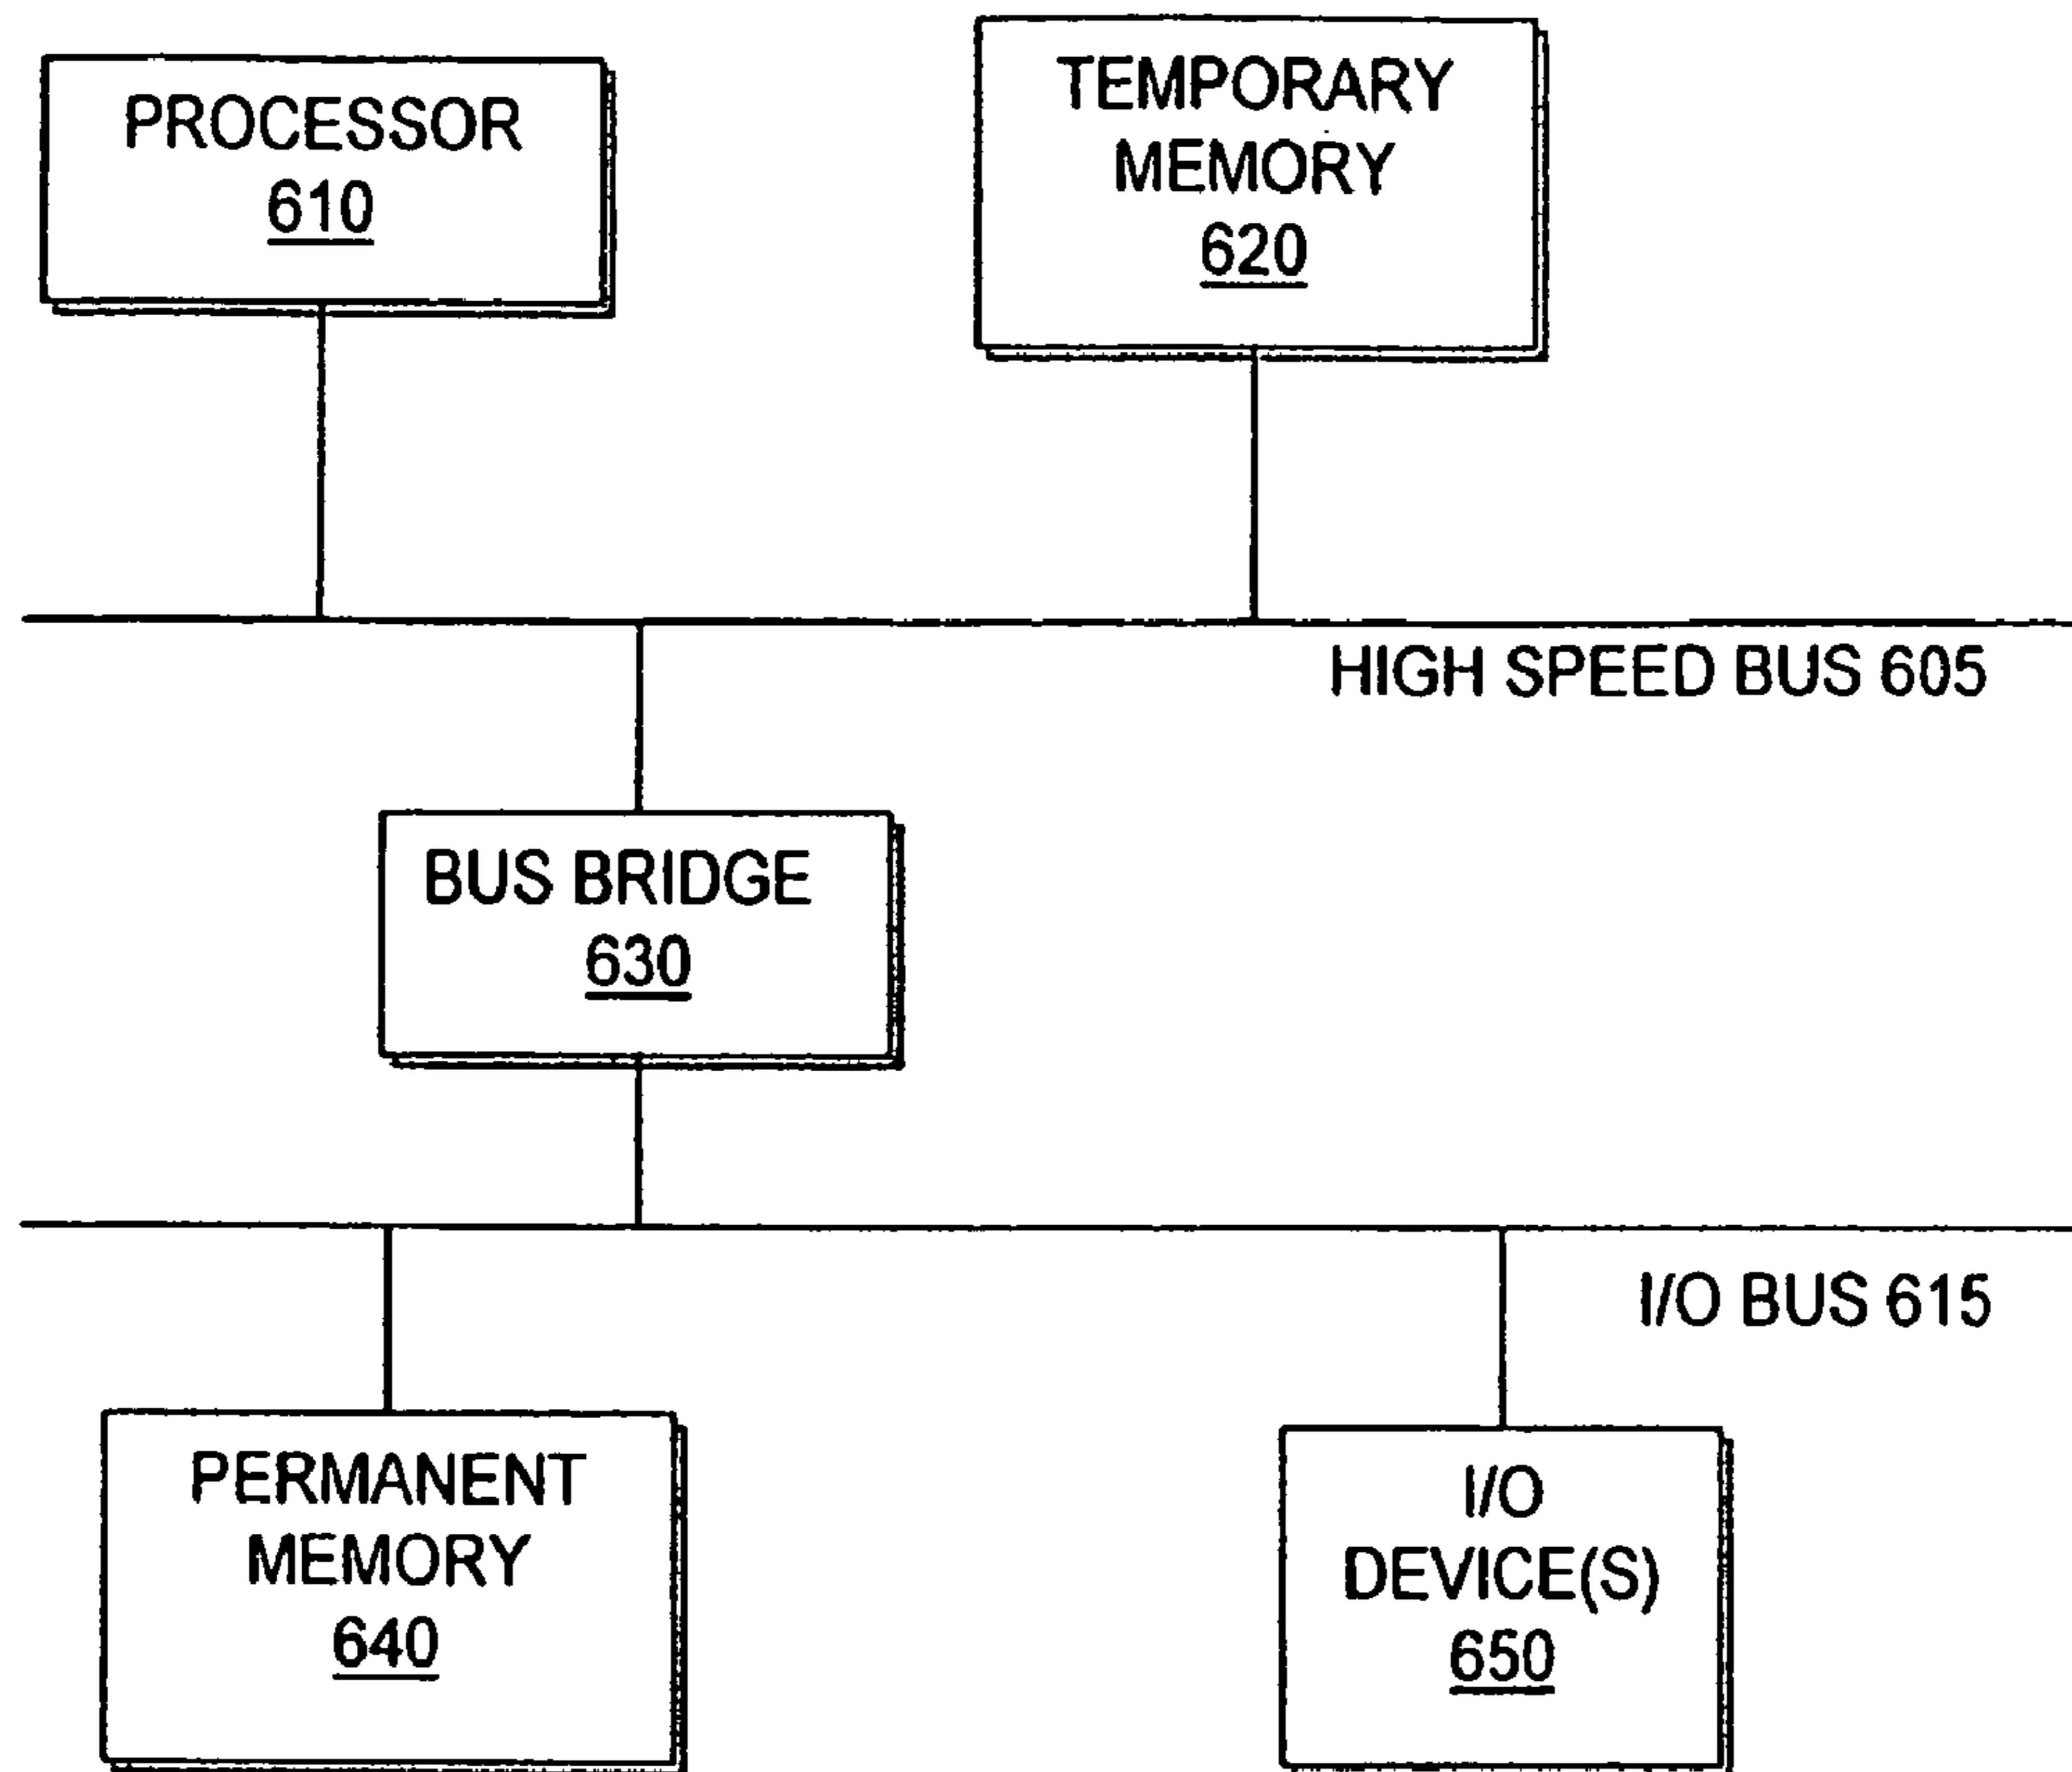 PROCESSOR
610
TEMPORARY
MEMORY
620
HIGH SPEED BUS 605
BUS BRIDGE
630
I/O BUS 615
PERMANENT
MEMORY
640
I/O
DEVICE(S)
650